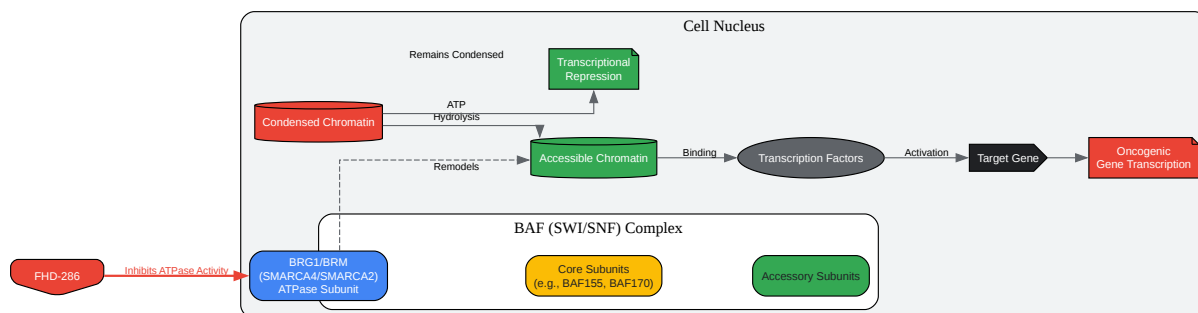 Cell Nucleus
Remains Condensed
Transcriptional
Repression
ATP
Hydrolysis
Condensed Chromatin
Accessible Chromatin
Binding
Transcription Factors
Activation
Target Gene
Oncogenic
Gene Transcription
Remodels
BAF (SWI/SNF) Complex
FHD-286
Inhibits ATPase Activity
BRG1/BRM
(SMARCA4/SMARCA2)
ATPase Subunit
Core Subunits
(e.g., BAF155, BAF170)
Accessory Subunits